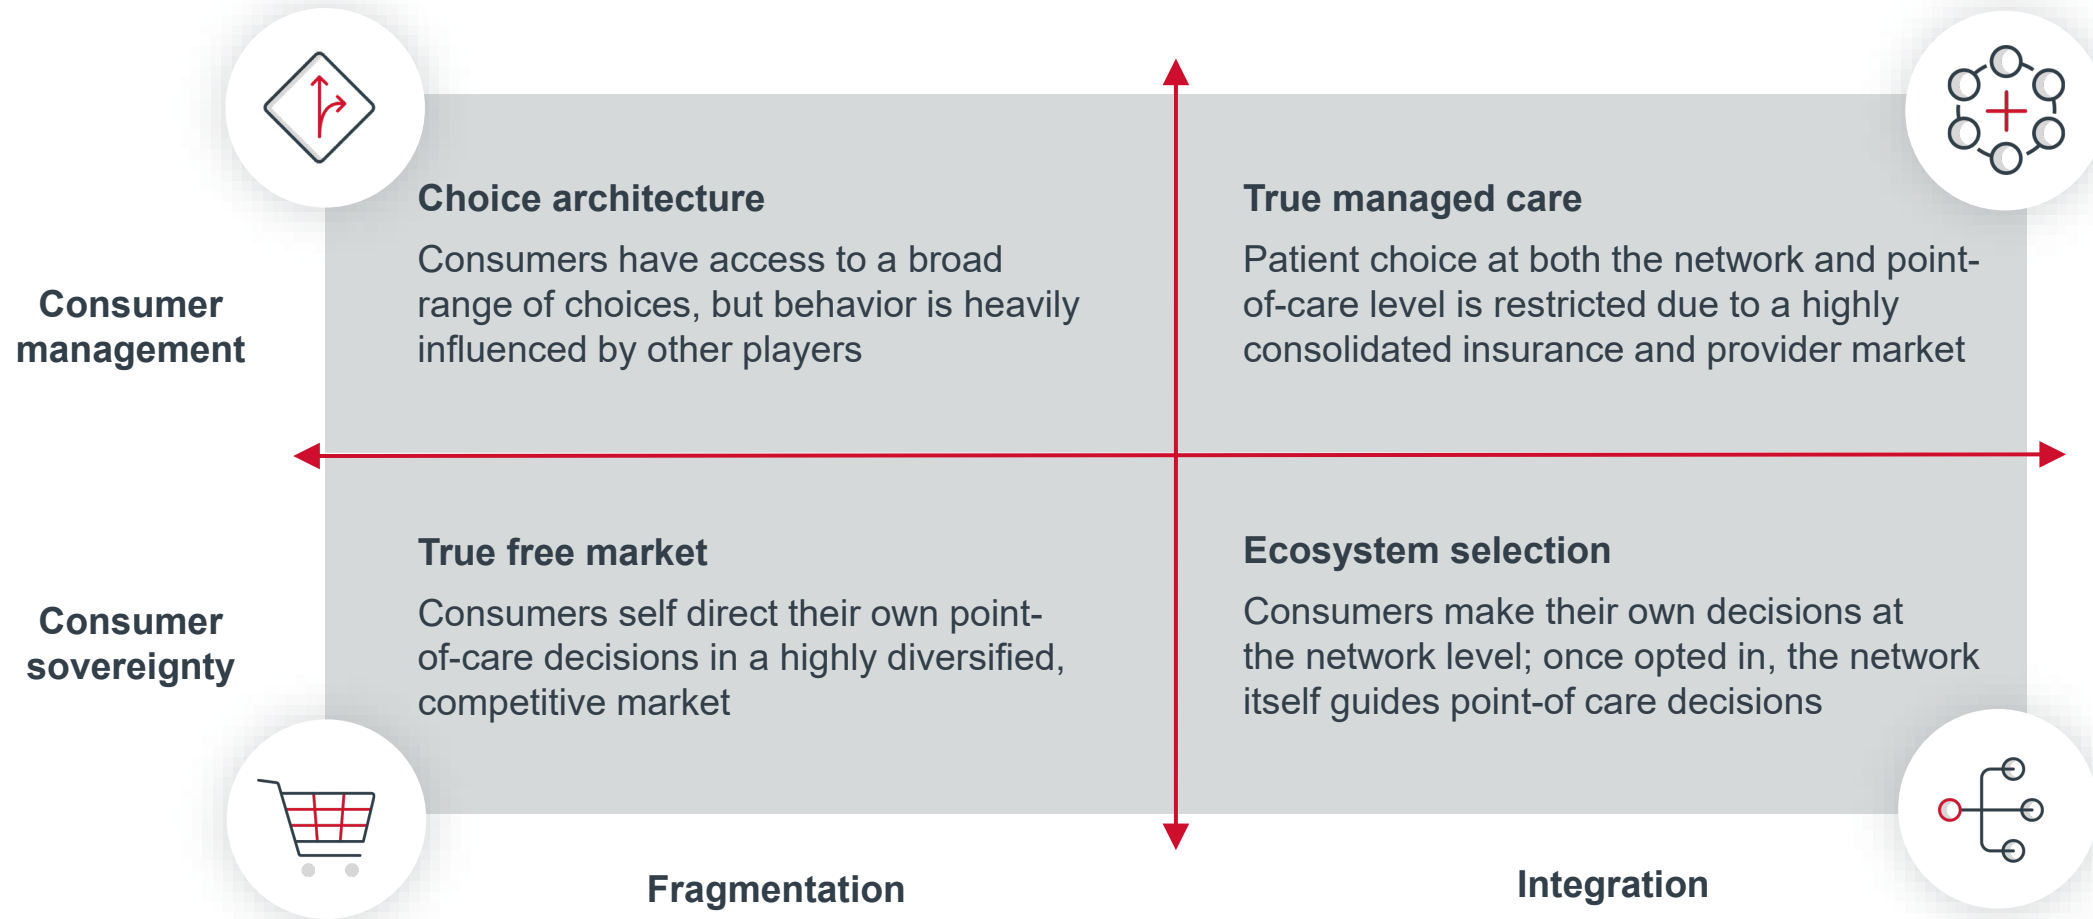 Choice architecture
Consumers have access to a broad
range of choices, but behavior is heavily
influenced by other players
True managed care
Patient choice at both the network and point-
of-care level is restricted due to a highly
consolidated insurance and provider market
Consumer
management
True free market
Consumers self direct their own point-
of-care decisions in a highly diversified,
competitive market
Ecosystem selection
Consumers make their own decisions at
the network level; once opted in, the network
itself guides point-of care decisions
Consumer
sovereignty
Fragmentation
Integration